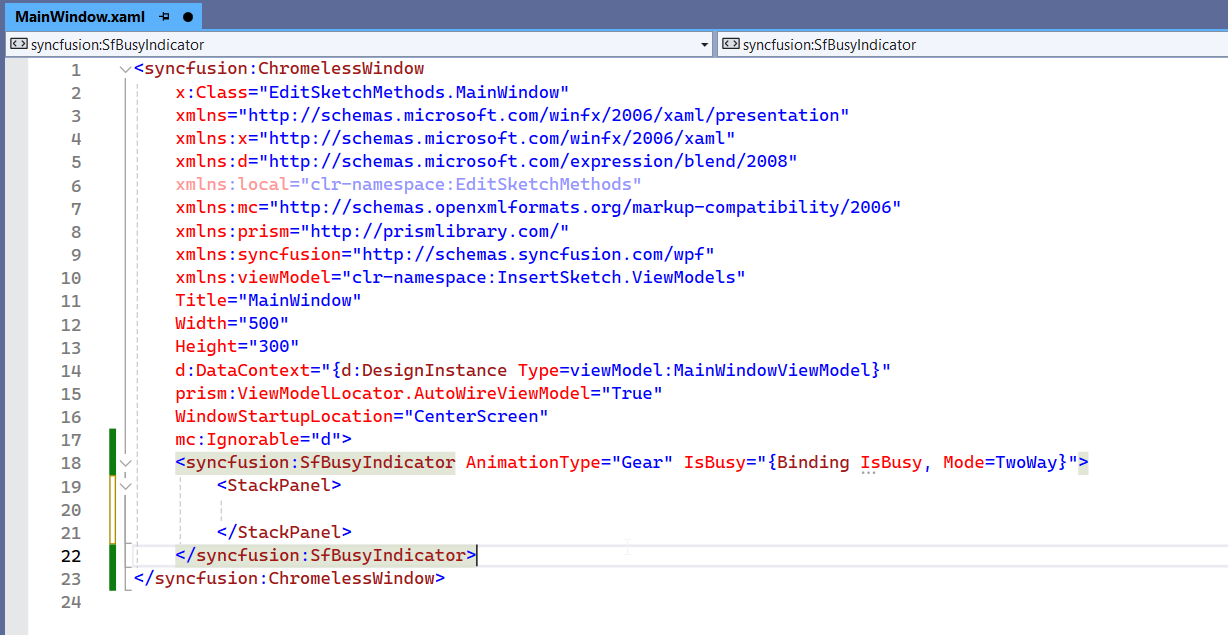 MainWindow.xaml
syncfusion:SfBusyIndicator
syncfusion:SfBusyIndicator
1 <syncfusion:ChromelessWindow
2 x:Class="EditSketchMethods.MainWindow"
3 xmlns="http://schemas.microsoft.com/winfx/2006/xaml/presentation"
4 xmlns:x="http://schemas.microsoft.com/winfx/2006/xaml"
5 xmlns:d="http://schemas.microsoft.com/expression/blend/2008"
6 xmlns:local="clr-namespace:EditSketchMethods"
7 xmlns:mc="http://schemas.openxmlformats.org/markup-compatibility/2006"
8 xmlns:prism="http://prismlibrary.com/"
9 xmlns:syncfusion="http://schemas.syncfusion.com/wpf"
10 xmlns:viewModel="clr-namespace:InsertSketch.ViewModels"
11 Title="MainWindow"
12 Width="500"
13 Height="300"
14 d:DataContext="{d:DesignInstance Type=viewModel:MainWindowViewModel}"
15 prism:ViewModelLocator.AutoWireViewModel="True"
16 WindowStartupLocation="CenterScreen"
17 mc:Ignorable="d">
18 <syncfusion:SfBusyIndicator AnimationType="Gear" IsBusy="{Binding IsBusy, Mode=TwoWay}">
19 <StackPanel>
20
21 </StackPanel>
22 </syncfusion:SfBusyIndicator>
23 </syncfusion:ChromelessWindow>
24